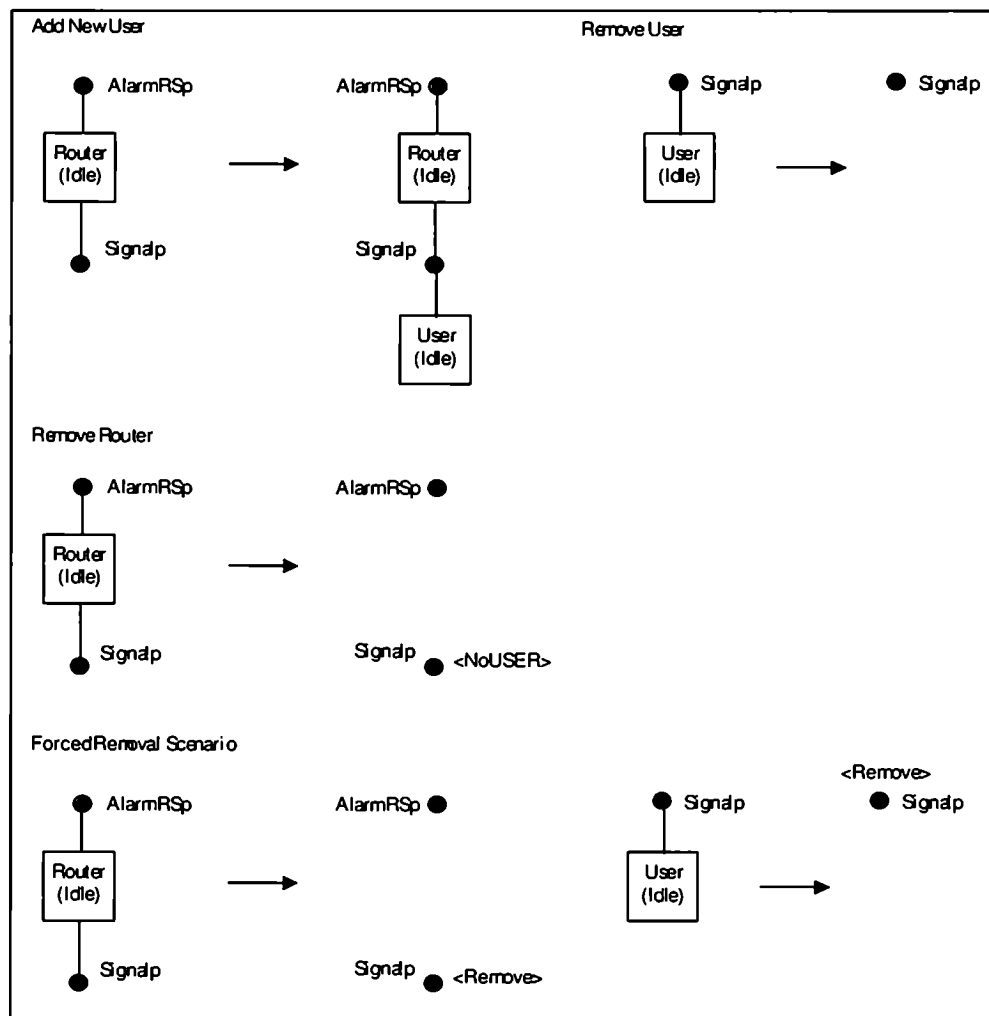 Add New User
Remove User
AlarmRSp
AlarmRSp
Signalp
Signalp
Router
(Idle)
Router
(Idle)
User
(Idle)
Signalp
Signalp
User
(Idle)
Remove Router
AlarmRSp
AlarmRSp
Router
(Idle)
Signalp
Signalp
<NoUSER>
Forced Removal Scenario
<Remove>
AlarmRSp
AlarmRSp
Signalp
Signalp
Router
(Idle)
User
(Idle)
Signalp
Signalp
<Remove>